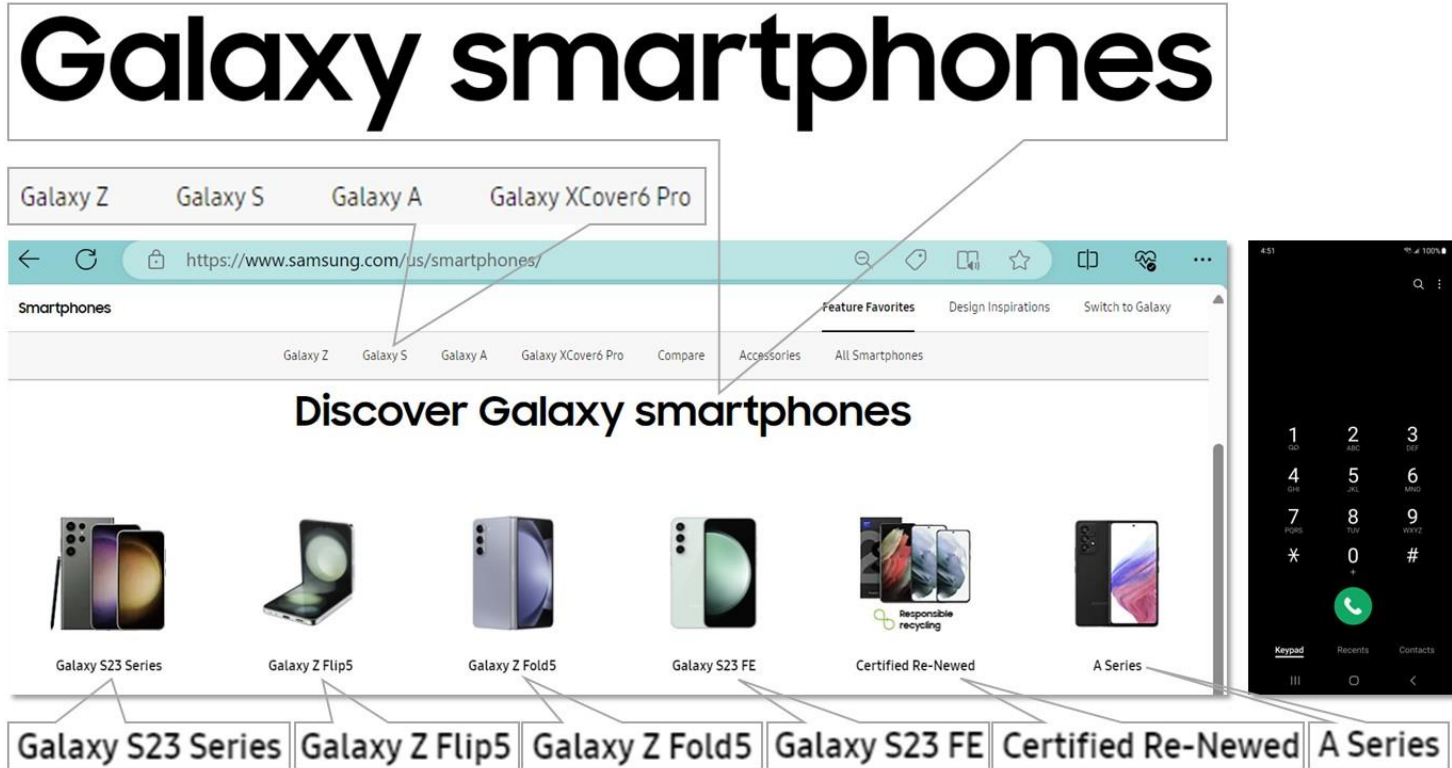 Galaxy smartphones
Galaxy Z Galaxy S Galaxy A Galaxy XCover6 Pro
https://www.samsung.com/us/smartphones/
Smartphones Feature Favorites Design Inspirations Switch to Galaxy
Galaxy Z Galaxy S Galaxy A Galaxy XCover6 Pro Compare Accessories All Smartphones
Discover Galaxy smartphones
Responsible
recycling
Galaxy S23 Series Galaxy Z Flip5 Galaxy Z Fold5 Galaxy S23 FE Certified Re-Newed A Series
Galaxy S23 Series Galaxy Z Flip5 Galaxy Z Fold5 Galaxy S23 FE Certified Re-Newed A Series
4:51 100%
1 2 3
ABC DEF
4 5 6
GHI JKL MNO
7 8 9
PQRS TUV WXYZ
* 0 #
+
Keypad Recents Contacts